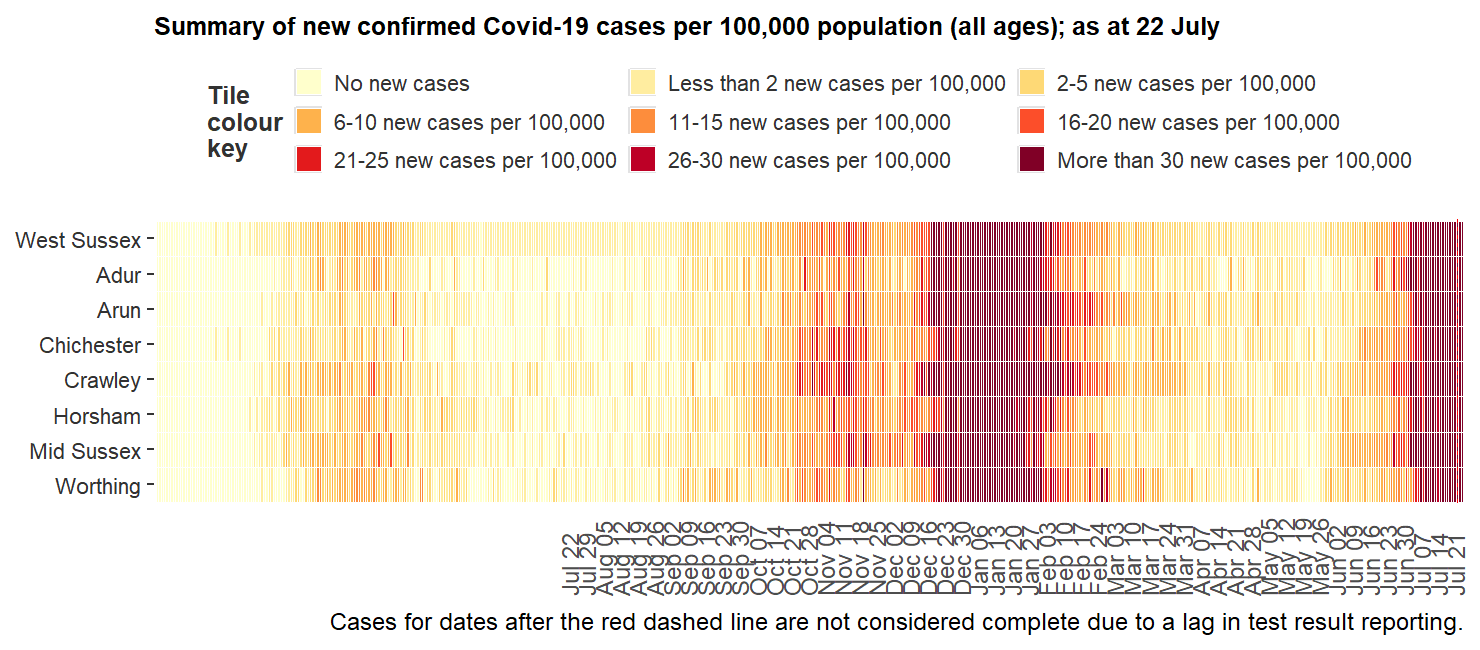 Summary of new confirmed Covid-19 cases per 100,000 population (all ages); as at 22 July
Tile
colour
key
No new cases
Less than 2 new cases per 100,000
2-5 new cases per 100,000
6-10 new cases per 100,000
11-15 new cases per 100,000
16-20 new cases per 100,000
21-25 new cases per 100,000
26-30 new cases per 100,000
More than 30 new cases per 100,000
West Sussex
Adur
Arun
Chichester
Crawley
Horsham
Mid Sussex
Worthing
Jul 22
Jul 29
Aug 05
Aug 12
Aug 19
Aug 26
Sep 02
Sep 09
Sep 16
Sep 23
Sep 30
Oct 07
Oct 14
Oct 21
Oct 28
Nov 04
Nov 11
Nov 18
Nov 25
Dec 02
Dec 09
Dec 16
Dec 23
Dec 30
Jan 06
Jan 13
Jan 20
Jan 27
Feb 03
Feb 10
Feb 17
Feb 24
Mar 03
Mar 10
Mar 17
Mar 24
Mar 31
Apr 07
Apr 14
Apr 21
Apr 28
May 05
May 12
May 19
May 26
Jun 02
Jun 09
Jun 16
Jun 23
Jun 30
Jul 07
Jul 14
Jul 21
Cases for dates after the red dashed line are not considered complete due to a lag in test result reporting.